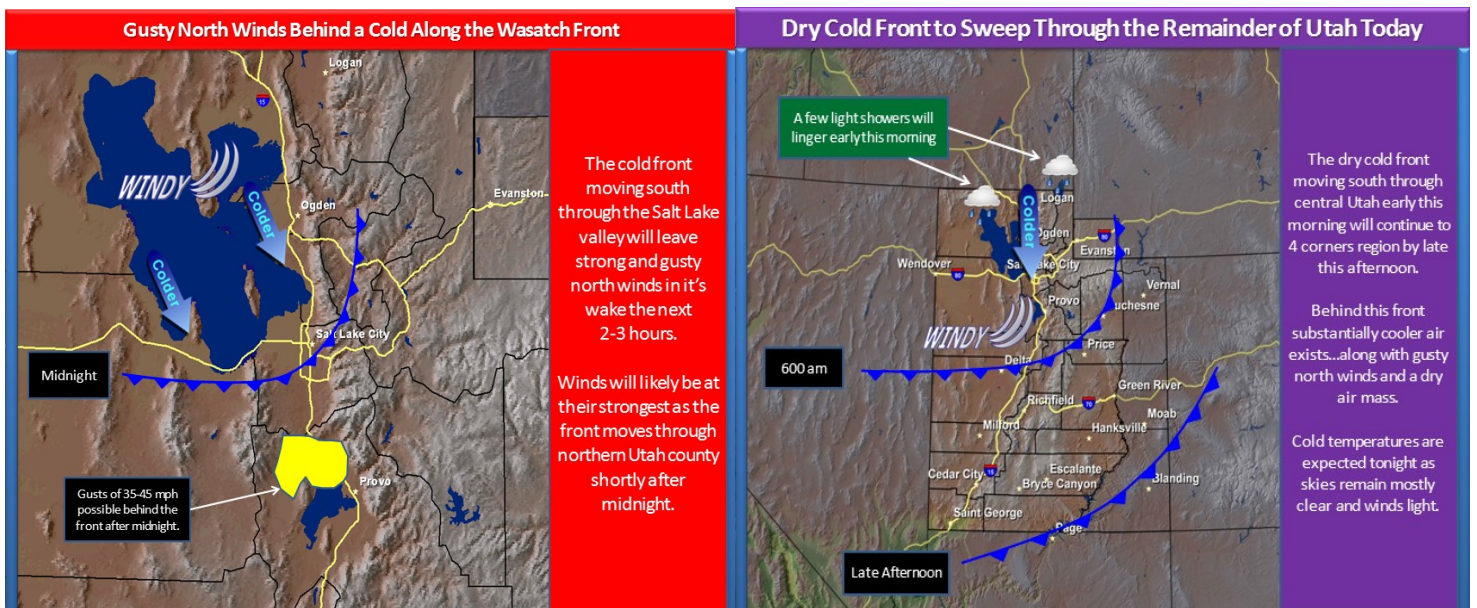 Gusty North Winds Behind a Cold Along the Wasatch Front
Logan
15
WINDY
Colder
Ogden
Evanston
Colder
Salt Lake City
Midnight
Provo
Gusts of 35-45 mph
possible behind the
front after midnight.
The cold front
moving south
through the Salt Lake
valley will leave
strong and gusty
north winds in it's
wake the next
2-3 hours.
Winds will likely be at
their strongest as the
front moves through
northern Utah county
shortly after
midnight.
Dry Cold Front to Sweep Through the Remainder of Utah Today
A few light showers will
linger early this morning
Logan
Colder
Ogden
80
Evanston
Wendover
80
Salt Lake City
Vernal
Provo
Duchesne
WINDY
Price
600 am
Delta
Green River
Richfield
70
Moab
Milford
Hanksville
Cedar City
15
Escalante
Bryce Canyon
Blanding
Saint George
Page
Late Afternoon
The dry cold front
moving south through
central Utah early this
morning will continue to
4 corners region by late
this afternoon.
Behind this front
substantially cooler air
exists...along with gusty
north winds and a dry
air mass.
Cold temperatures are
expected tonight as
skies remain mostly
clear and winds light.